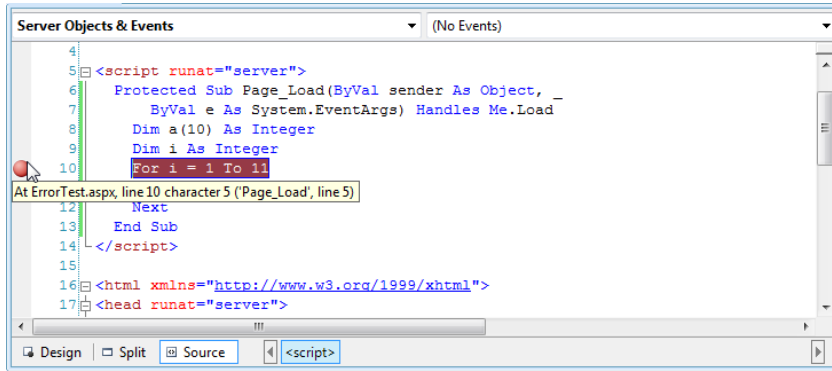 Server Objects & Events (No Events)
4
5 <script runat="server">
6 Protected Sub Page_Load(ByVal sender As Object, _
7 ByVal e As System.EventArgs) Handles Me.Load
8 Dim a(10) As Integer
9 Dim i As Integer
10 For i = 1 To 11
At ErrorTest.aspx, line 10 character 5 ('Page_Load', line 5)
12 Next
13 End Sub
14 </script>
15
16 <html xmlns="http://www.w3.org/1999/xhtml">
17 <head runat="server">
Design Split Source <script>